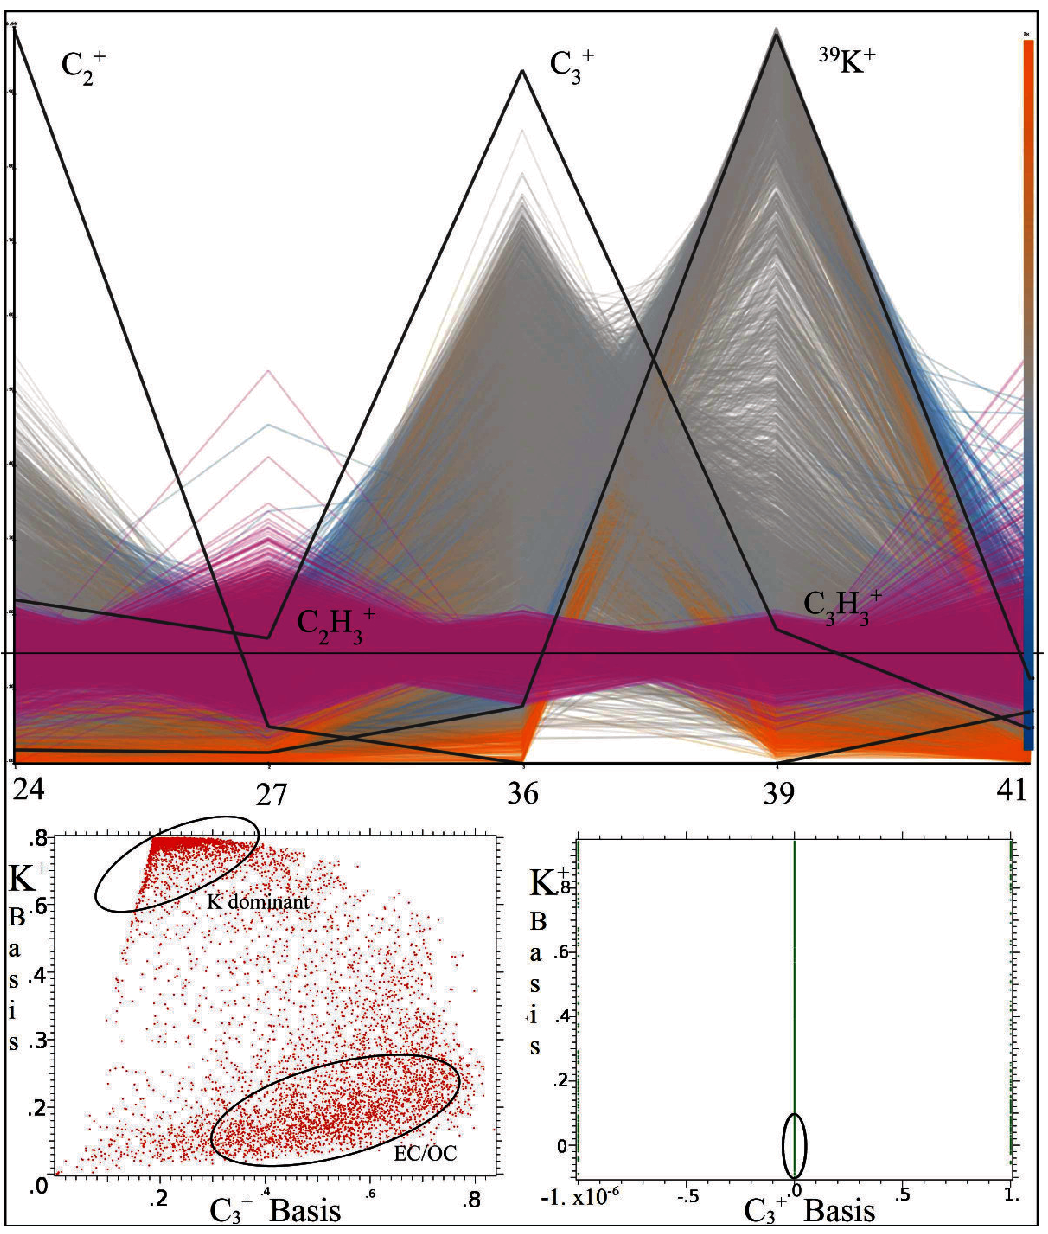 C₂⁺
C₃⁺
³⁹K⁺
C₂H₃⁺
C₃H₃⁺
24 27 36 39 41
K Basis
.8
.6
.4
.3
.2
.0
K dominant
EC/OC
.2 .4 .6 .8
C₃⁻ Basis
K⁺ Basis
.8
.6
.4
.2
0
-1. x10⁻⁶ -.5 .0 .5 1.
C₃⁺ Basis